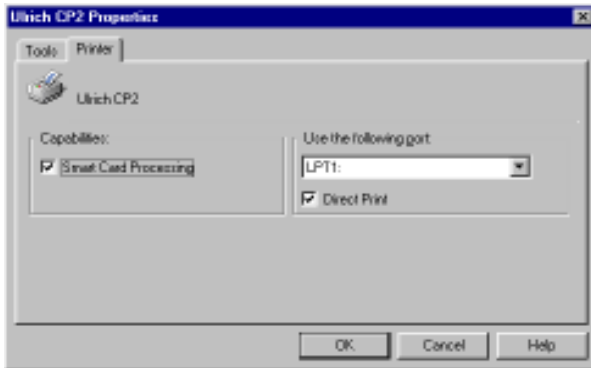 Ulrich CP2 Properties
Tools Printer
Ulrich CP2
Capabilities:
Smart Card Processing
Use the following port
LPT1:
Direct Print
OK Cancel Help